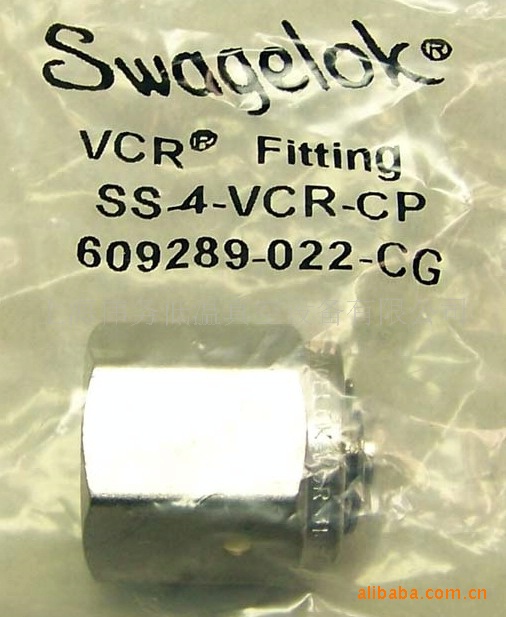 Swagelok®
VCR® Fitting
SS-4-VCR-CP
609289-022-CG
alibaba.com.cn